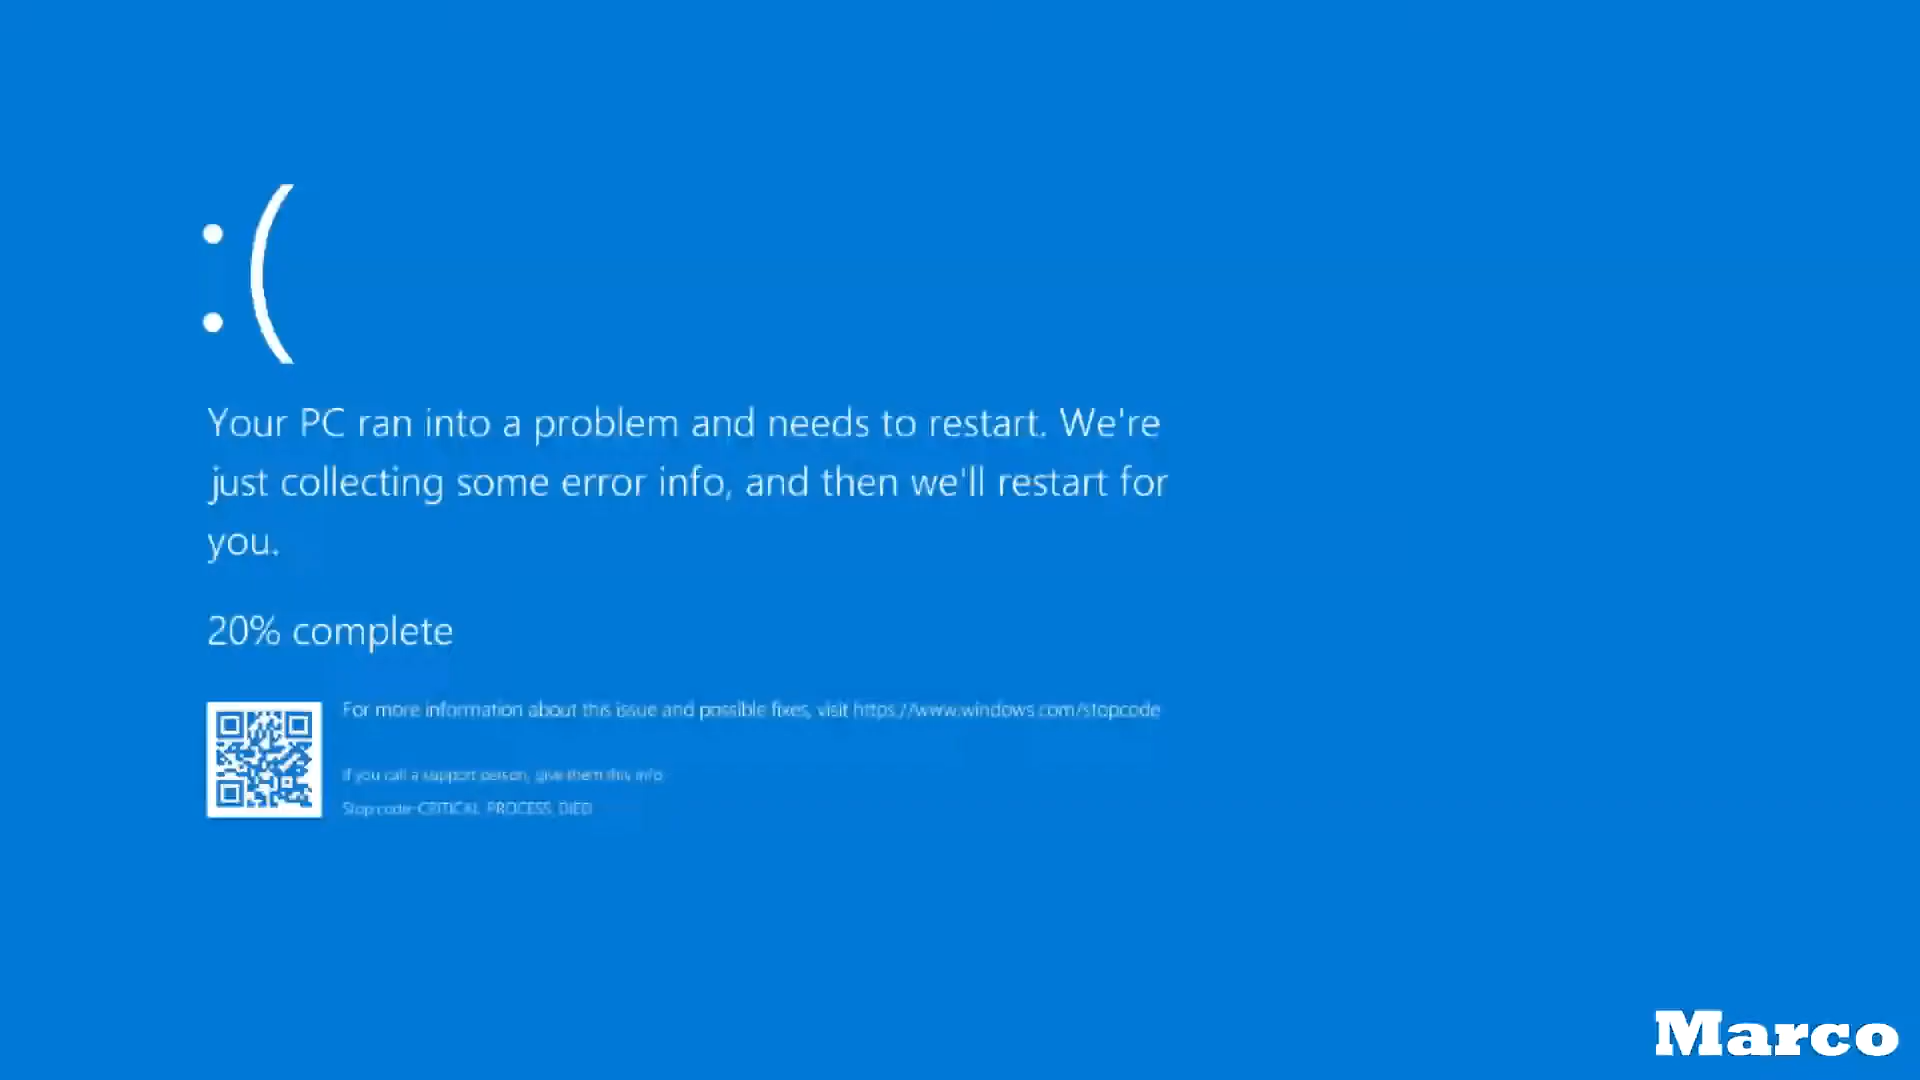 :(
Your PC ran into a problem and needs to restart. We're
just collecting some error info, and then we'll restart for
you.
20% complete
For more information about this issue and possible fixes, visit https://www.windows.com/stopcode
If you call a support person, give them this info
Stop code: CRITICAL PROCESS DIED
Marco